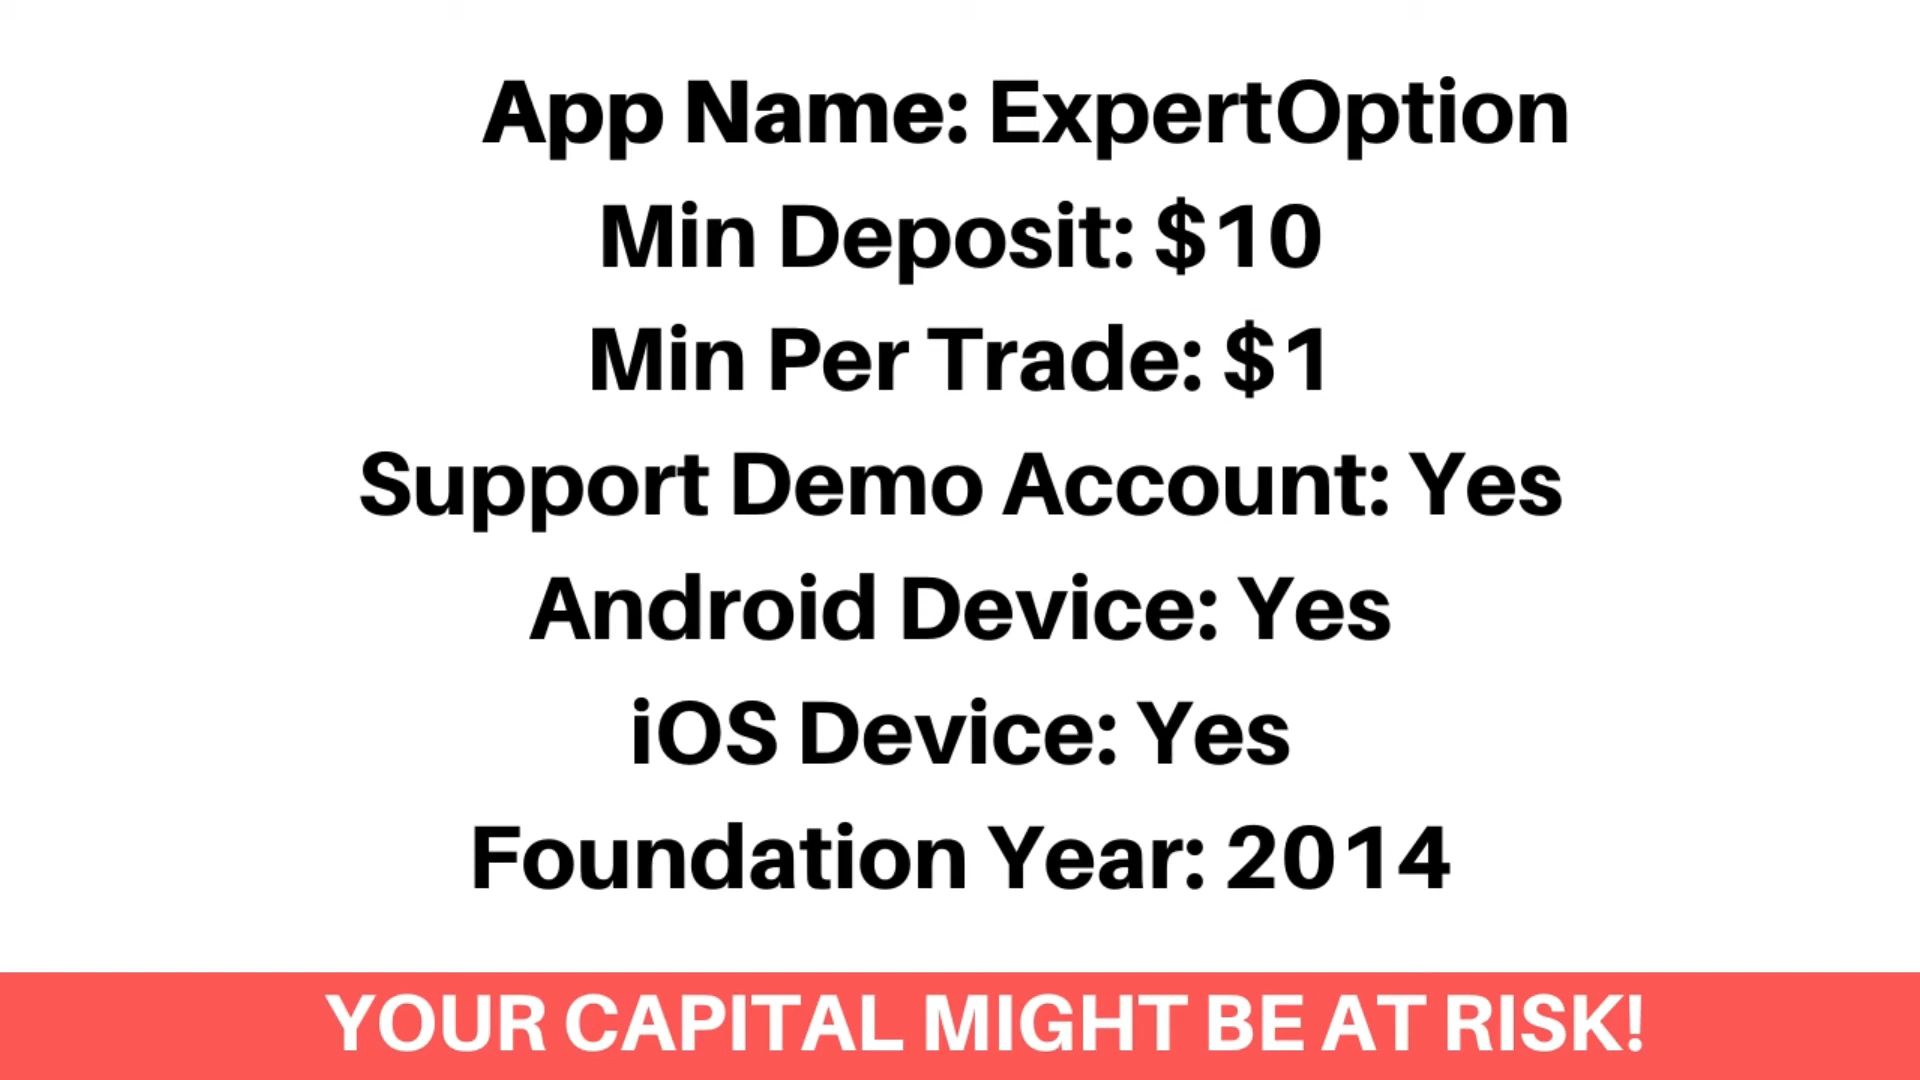 App Name: ExpertOption
Min Deposit: $10
Min Per Trade: $1
Support Demo Account: Yes
Android Device: Yes
iOS Device: Yes
Foundation Year: 2014
YOUR CAPITAL MIGHT BE AT RISK!